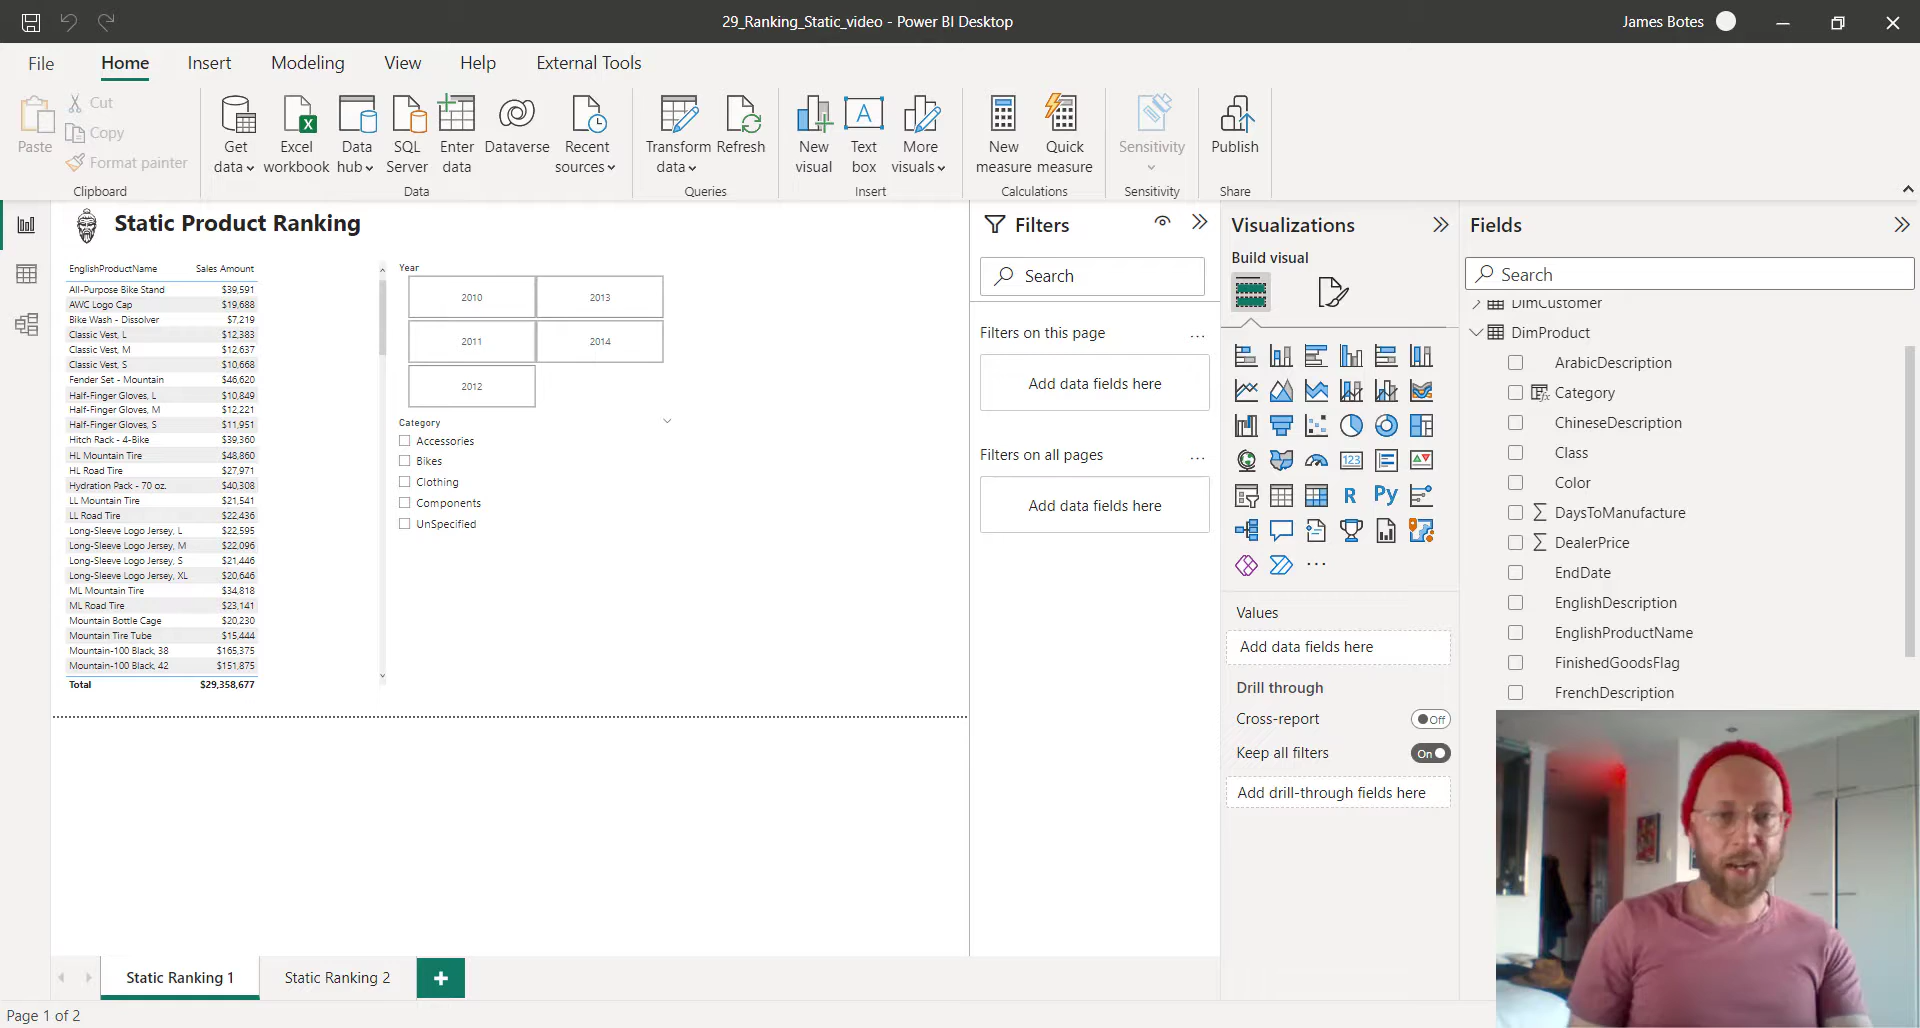 29_Ranking_Static_video - Power BI Desktop
James Botes
File
Home
Insert
Modeling
View
Help
External Tools
Paste
Cut
Copy
Format painter
Clipboard
Get data
Excel workbook
Data hub
SQL Server
Enter data
Dataverse
Recent sources
Data
Transform data
Refresh
Queries
New visual
Text box
More visuals
Insert
New measure
Quick measure
Calculations
Sensitivity
Sensitivity
Publish
Share
Static Product Ranking
EnglishProductName Sales Amount
All-Purpose Bike Stand $39,591
AWC Logo Cap $19,688
Bike Wash - Dissolver $7,219
Classic Vest, L $12,383
Classic Vest, M $12,637
Classic Vest, S $10,668
Fender Set - Mountain $46,620
Half-Finger Gloves, L $10,849
Half-Finger Gloves, M $12,221
Half-Finger Gloves, S $11,951
Hitch Rack - 4-Bike $39,360
HL Mountain Tire $48,860
HL Road Tire $27,971
Hydration Pack - 70 oz. $40,308
LL Mountain Tire $21,541
LL Road Tire $22,436
Long-Sleeve Logo Jersey, L $22,595
Long-Sleeve Logo Jersey, M $22,096
Long-Sleeve Logo Jersey, S $21,446
Long-Sleeve Logo Jersey, XL $20,646
ML Mountain Tire $34,818
ML Road Tire $23,141
Mountain Bottle Cage $20,230
Mountain Tire Tube $15,444
Mountain-100 Black, 38 $165,375
Mountain-100 Black, 42 $151,875
Total $29,358,677
Year
2010 2013
2011 2014
2012
Category
Accessories
Bikes
Clothing
Components
UnSpecified
Filters
Search
Filters on this page ...
Add data fields here
Filters on all pages ...
Add data fields here
Visualizations
Build visual
123
R
Py
...
Values
Add data fields here
Drill through
Cross-report Off
Keep all filters On
Add drill-through fields here
Fields
Search
DimCustomer
DimProduct
ArabicDescription
Category
ChineseDescription
Class
Color
DaysToManufacture
DealerPrice
EndDate
EnglishDescription
EnglishProductName
FinishedGoodsFlag
FrenchDescription
Static Ranking 1
Static Ranking 2
Page 1 of 2